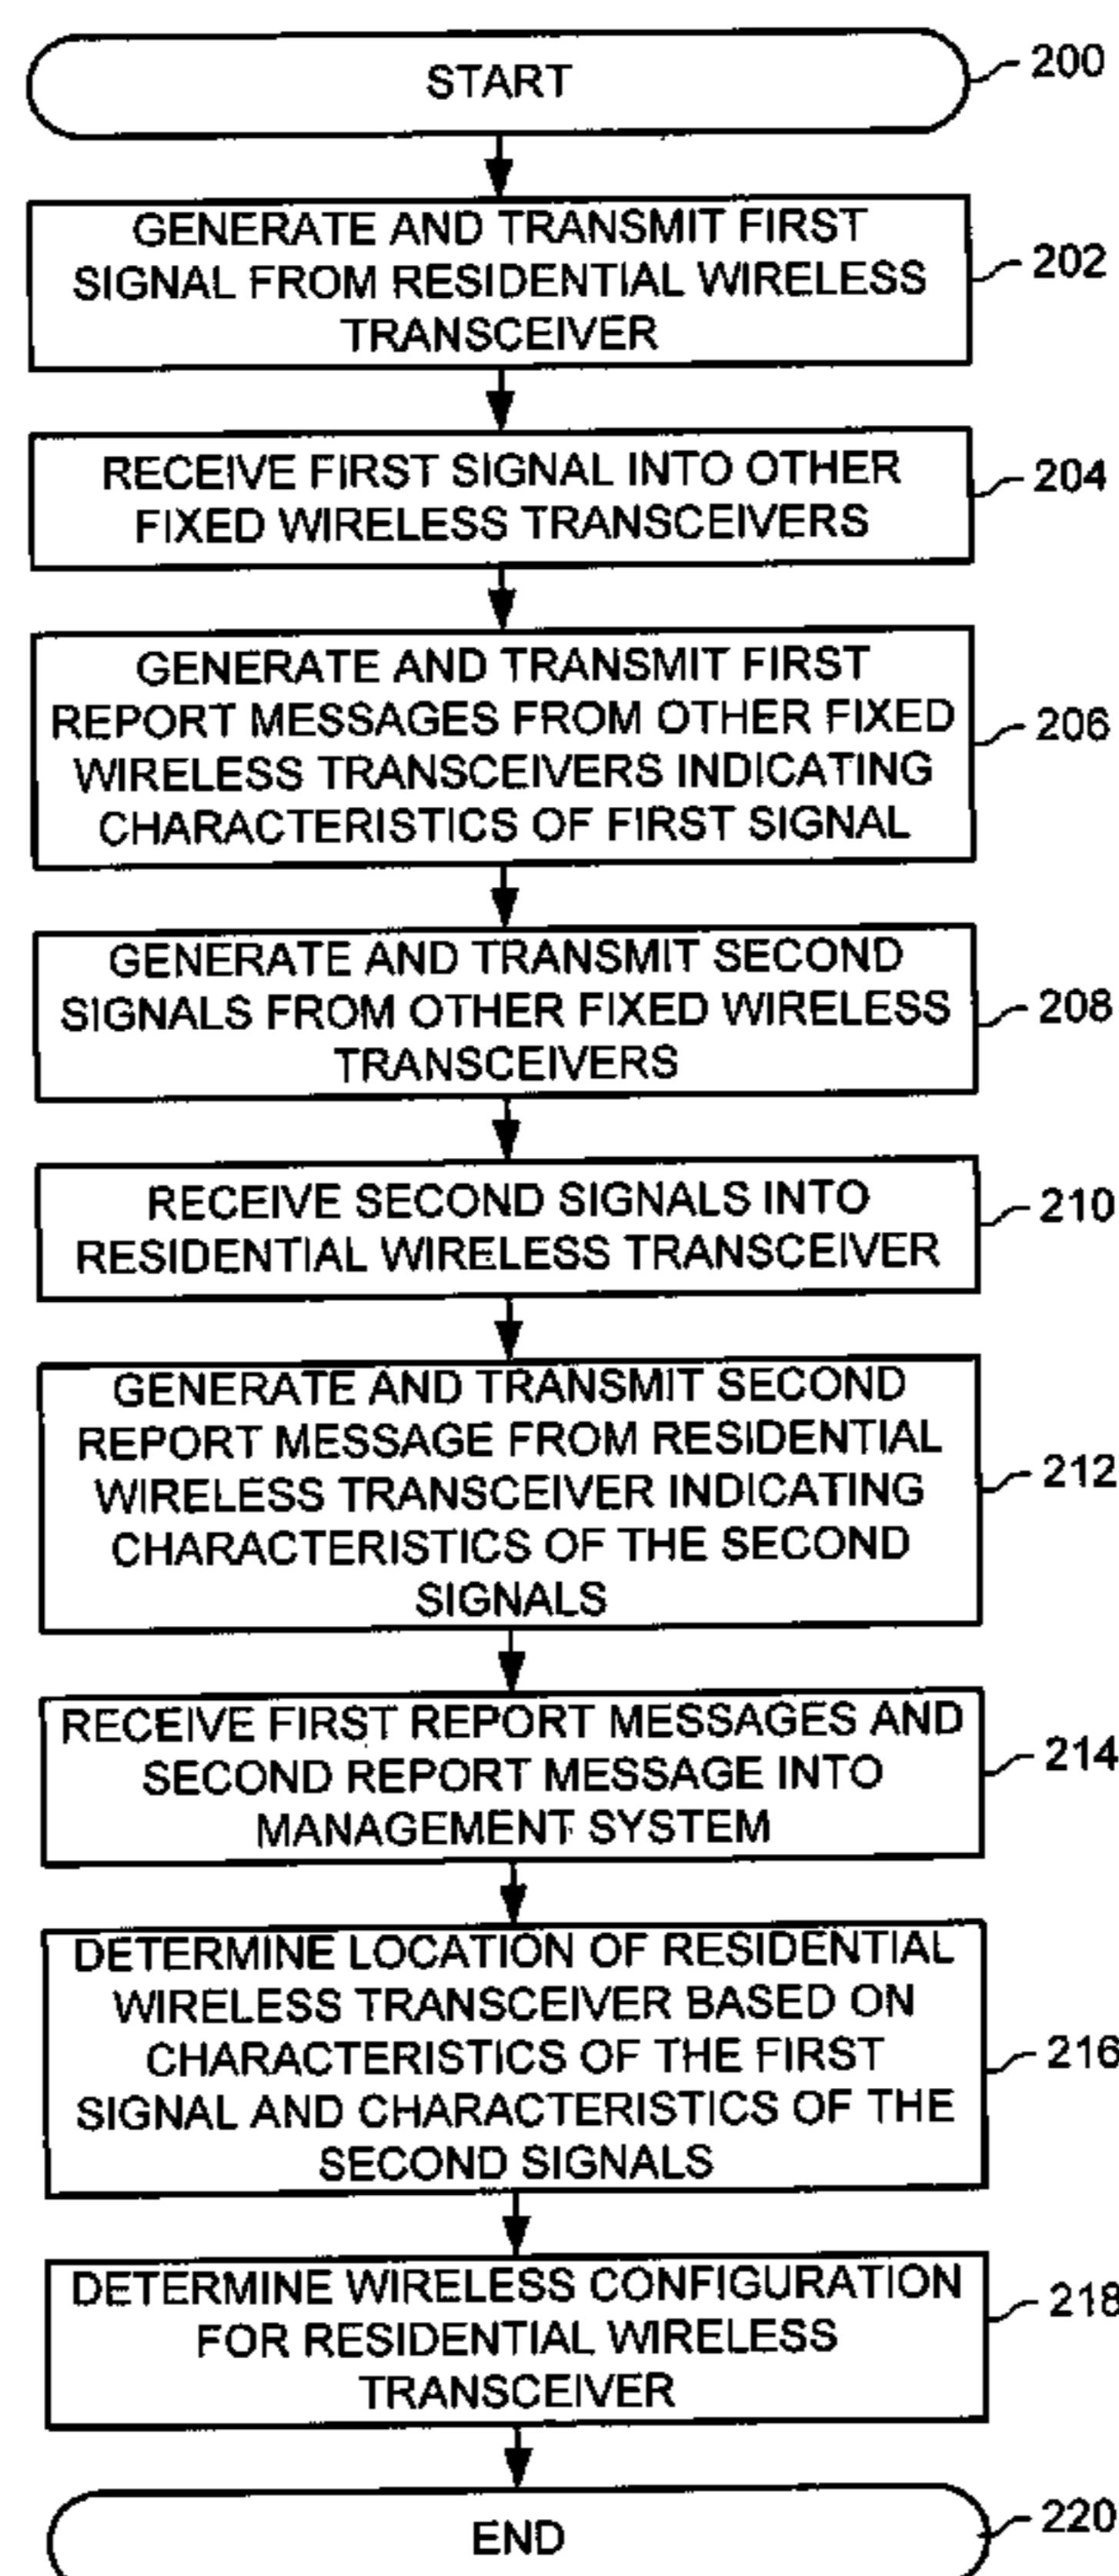 START
200
GENERATE AND TRANSMIT FIRST
SIGNAL FROM RESIDENTIAL WIRELESS
TRANSCEIVER
202
RECEIVE FIRST SIGNAL INTO OTHER
FIXED WIRELESS TRANSCEIVERS
204
GENERATE AND TRANSMIT FIRST
REPORT MESSAGES FROM OTHER FIXED
WIRELESS TRANSCEIVERS INDICATING
CHARACTERISTICS OF FIRST SIGNAL
206
GENERATE AND TRANSMIT SECOND
SIGNALS FROM OTHER FIXED WIRELESS
TRANSCEIVERS
208
RECEIVE SECOND SIGNALS INTO
RESIDENTIAL WIRELESS TRANSCEIVER
210
GENERATE AND TRANSMIT SECOND
REPORT MESSAGE FROM RESIDENTIAL
WIRELESS TRANSCEIVER INDICATING
CHARACTERISTICS OF THE SECOND
SIGNALS
212
RECEIVE FIRST REPORT MESSAGES AND
SECOND REPORT MESSAGE INTO
MANAGEMENT SYSTEM
214
DETERMINE LOCATION OF RESIDENTIAL
WIRELESS TRANSCEIVER BASED ON
CHARACTERISTICS OF THE FIRST
SIGNAL AND CHARACTERISTICS OF THE
SECOND SIGNALS
216
DETERMINE WIRELESS CONFIGURATION
FOR RESIDENTIAL WIRELESS
TRANSCEIVER
218
END
220